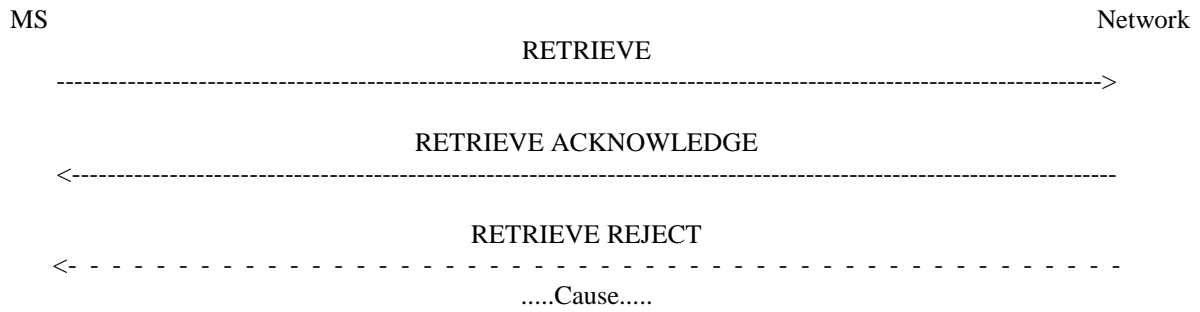 MS Network
RETRIEVE
------------------------------------------------------------------------------------------------------------------------>
RETRIEVE ACKNOWLEDGE
<------------------------------------------------------------------------------------------------------------------------
RETRIEVE REJECT
<- - - - - - - - - - - - - - - - - - - - - - - - - - - - - - - - - - - - - - - - - - - - - - - -
.....Cause.....